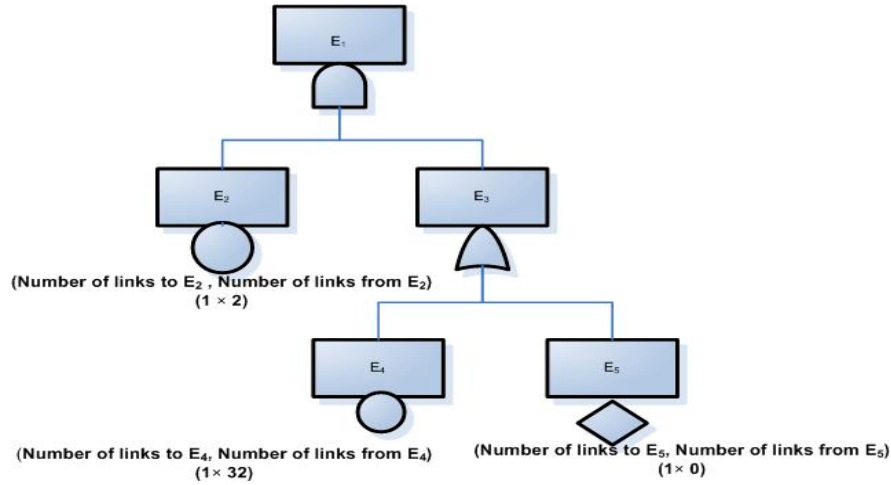 E₁
E₂
E₃
(Number of links to E₂ , Number of links from E₂)
(1 × 2)
E₄
E₅
(Number of links to E₄, Number of links from E₄)
(1× 32)
(Number of links to E₅, Number of links from E₅)
(1× 0)